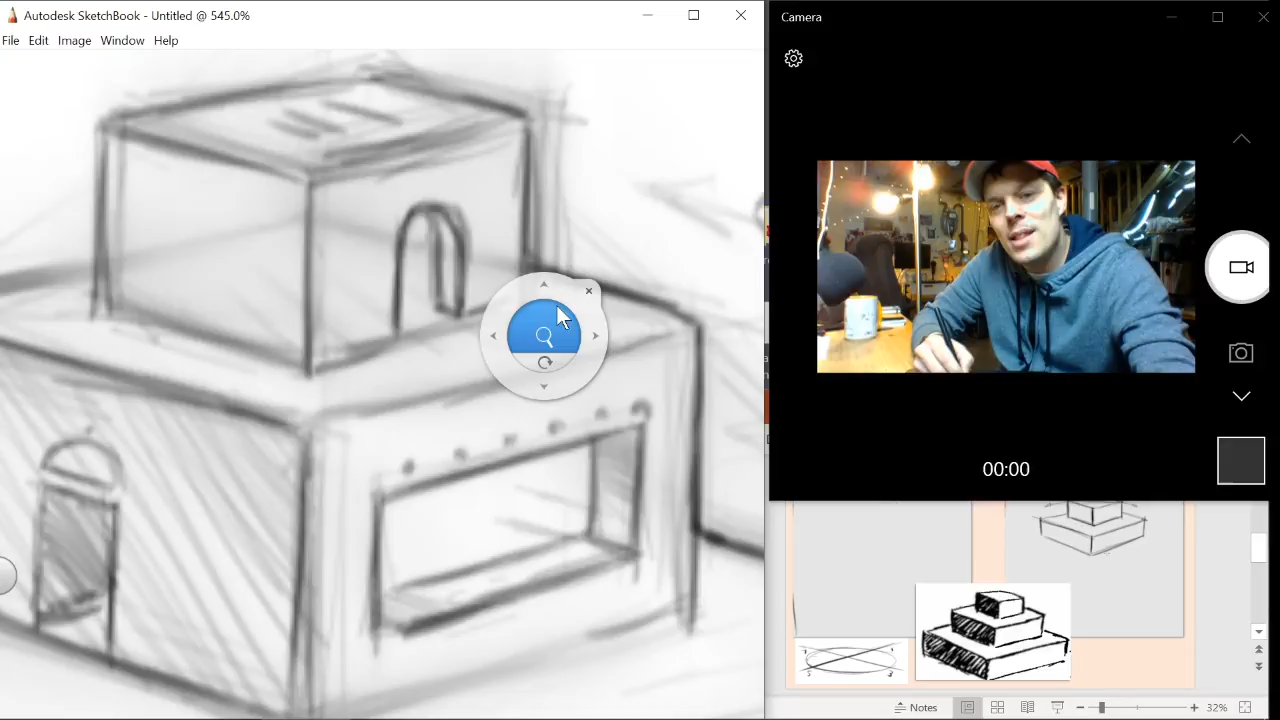 Autodesk SketchBook - Untitled @ 545.0%
File Edit Image Window Help
Camera
00:00
Notes
32%